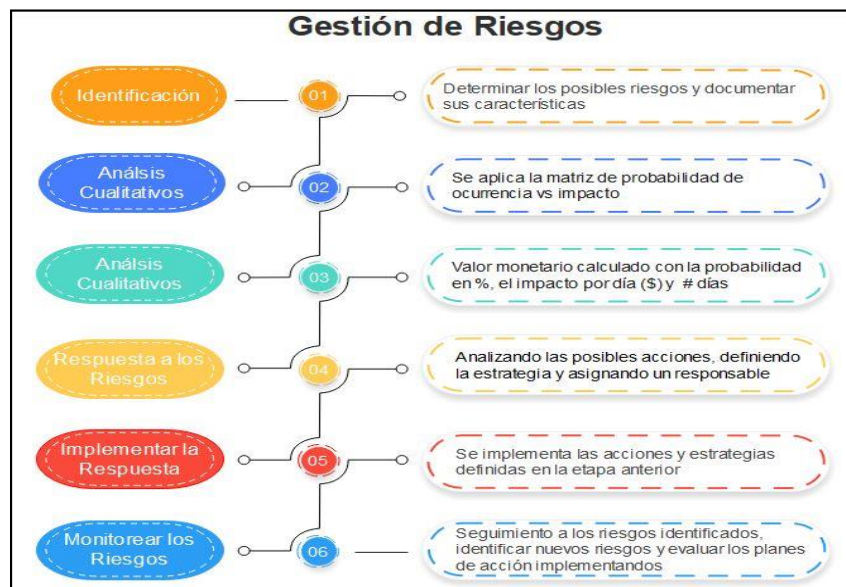 Gestión de Riesgos
Identificación
01
Determinar los posibles riesgos y documentar
sus características
Análsis
Cualitativos
02
Se aplica la matriz de probabilidad de
ocurrencia vs impacto
Análsis
Cualitativos
03
Valor monetario calculado con la probabilidad
en %, el impacto por día ($) y # días
Respuesta a los
Riesgos
04
Analizando las posibles acciones, definiendo
la estrategia y asignando un responsable
Implementar la
Respuesta
05
Se implementa las acciones y estrategias
definidas en la etapa anterior
Monitorear los
Riesgos
06
Seguimiento a los riesgos identificados,
identificar nuevos riesgos y evaluar los planes
de acción implementandos